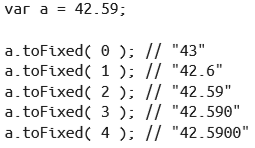 var a = 42.59;
a.toFixed( 0 ); // "43"
a.toFixed( 1 ); // "42.6"
a.toFixed( 2 ); // "42.59"
a.toFixed( 3 ); // "42.590"
a.toFixed( 4 ); // "42.5900"